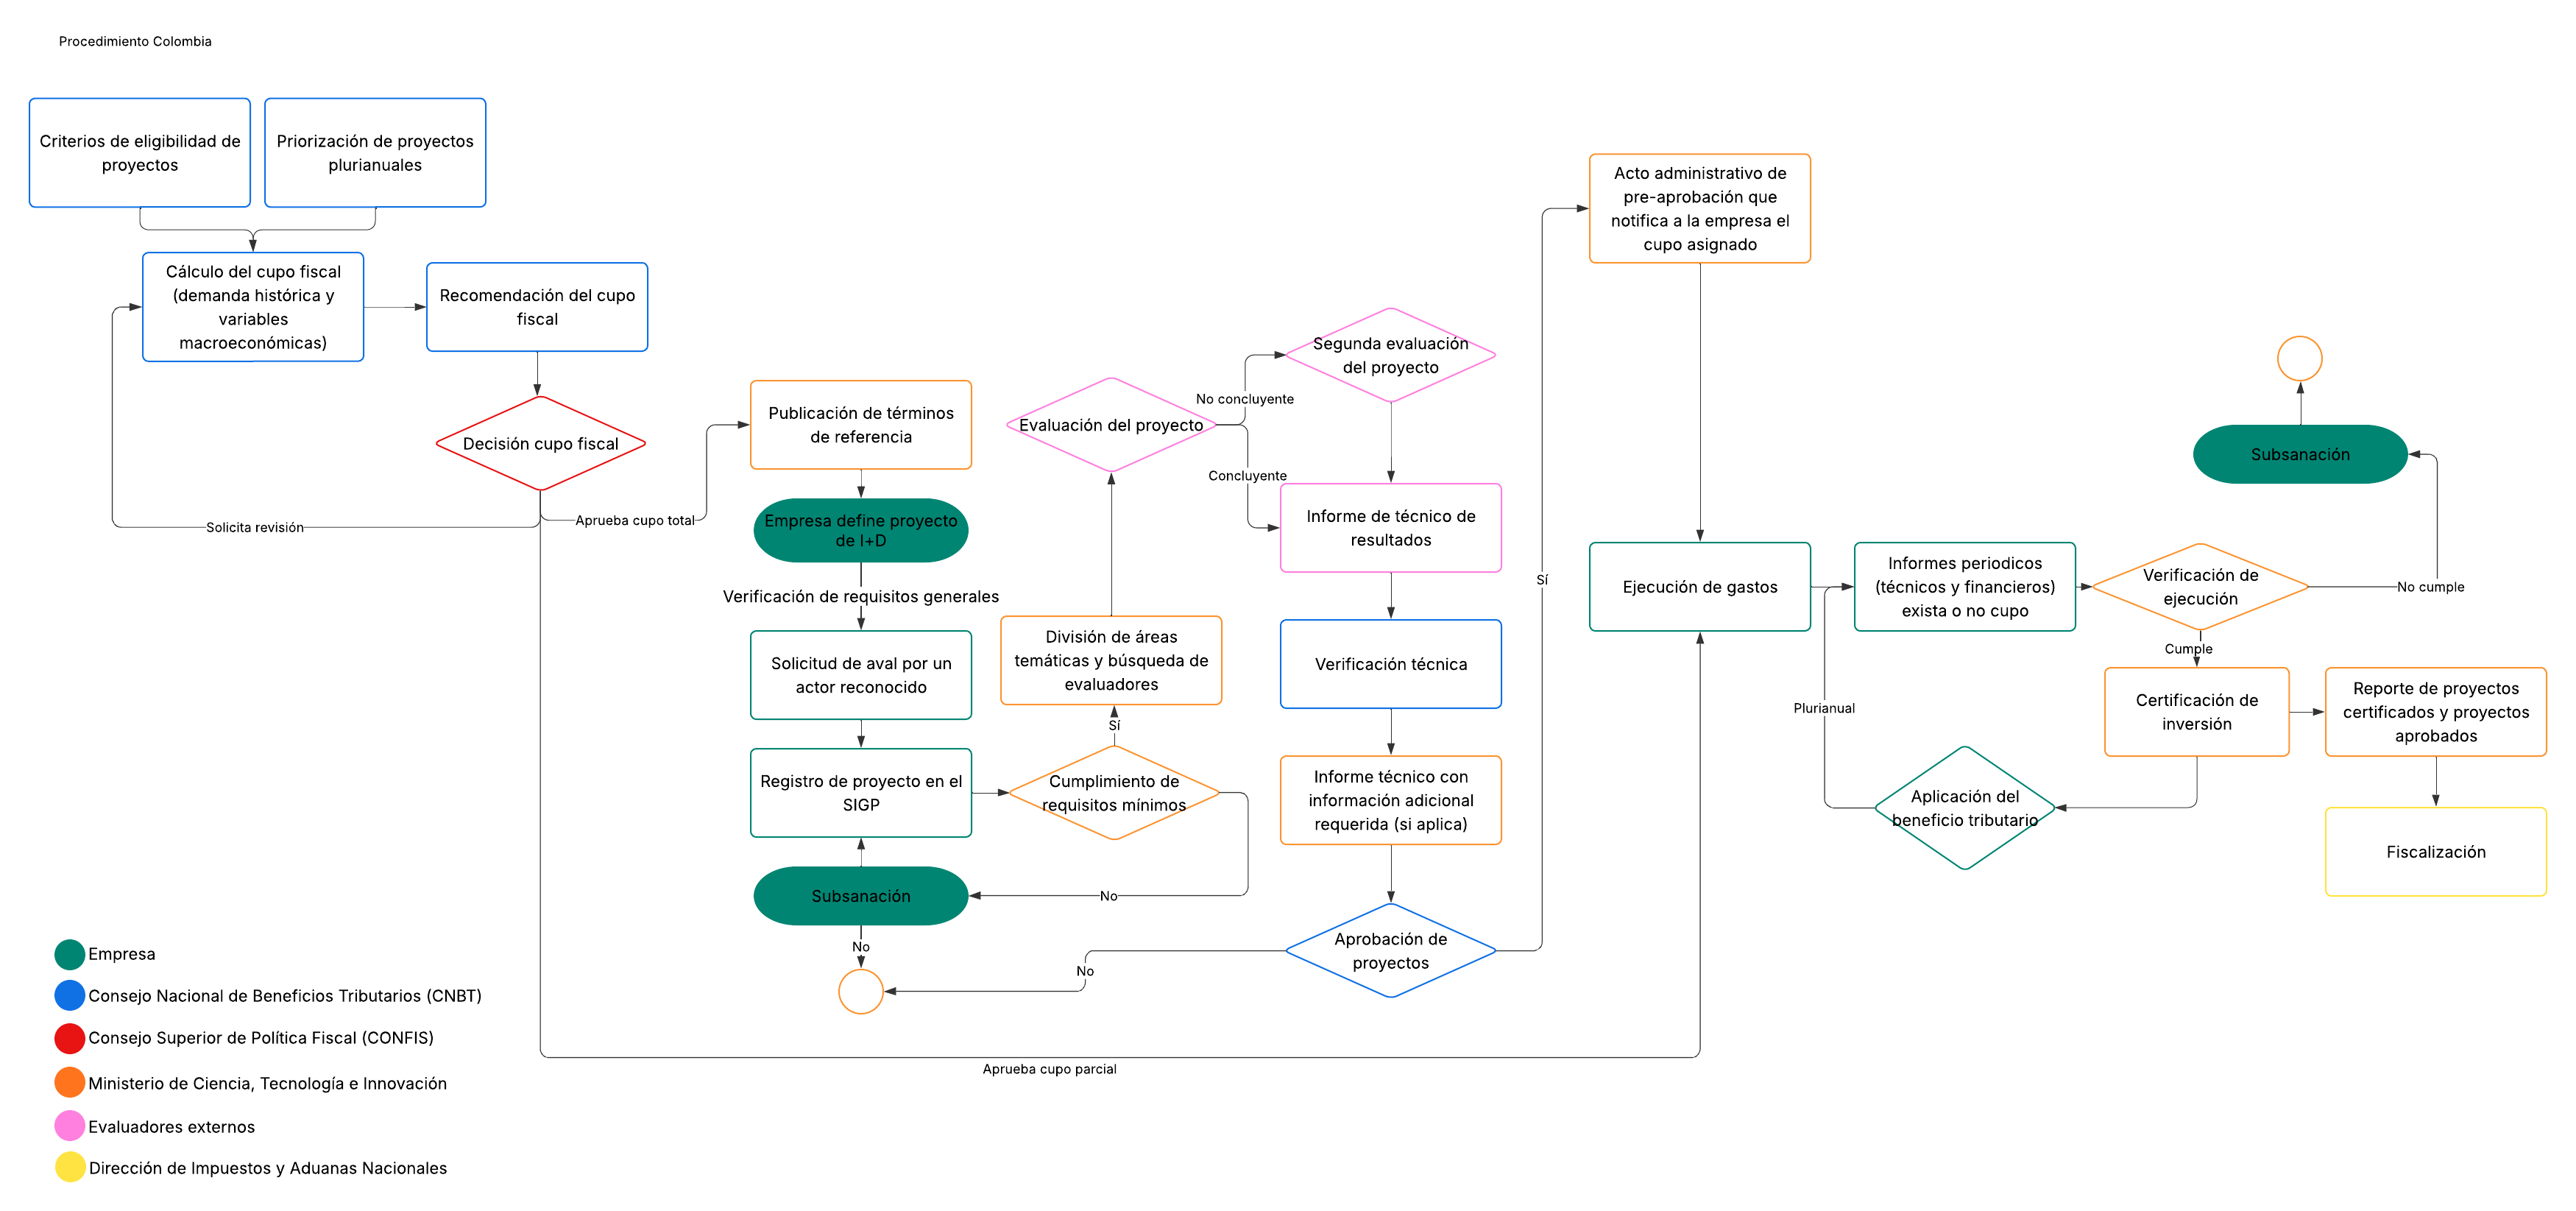 Procedimiento Colombia
Criterios de eligibilidad de
proyectos
Priorización de proyectos
plurianuales
Cálculo del cupo fiscal
(demanda histórica y
variables
macroeconómicas)
Recomendación del cupo
fiscal
Decisión cupo fiscal
Solicita revisión
Aprueba cupo total
Aprueba cupo parcial
Publicación de términos
de referencia
Empresa define proyecto
de I+D
Verificación de requisitos generales
Solicitud de aval por un
actor reconocido
Registro de proyecto en el
SIGP
Subsanación
No
Cumplimiento de
requisitos mínimos
No
Sí
División de áreas
temáticas y búsqueda de
evaluadores
Evaluación del proyecto
No concluyente
Concluyente
Segunda evaluación
del proyecto
Informe de técnico de
resultados
Verificación técnica
Informe técnico con
información adicional
requerida (si aplica)
Aprobación de
proyectos
No
Sí
Acto administrativo de
pre-aprobación que
notifica a la empresa el
cupo asignado
Ejecución de gastos
Informes periodicos
(técnicos y financieros)
exista o no cupo
Verificación de
ejecución
No cumple
Subsanación
Cumple
Certificación de
inversión
Reporte de proyectos
certificados y proyectos
aprobados
Fiscalización
Aplicación del
beneficio tributario
Plurianual
Empresa
Consejo Nacional de Beneficios Tributarios (CNBT)
Consejo Superior de Política Fiscal (CONFIS)
Ministerio de Ciencia, Tecnología e Innovación
Evaluadores externos
Dirección de Impuestos y Aduanas Nacionales